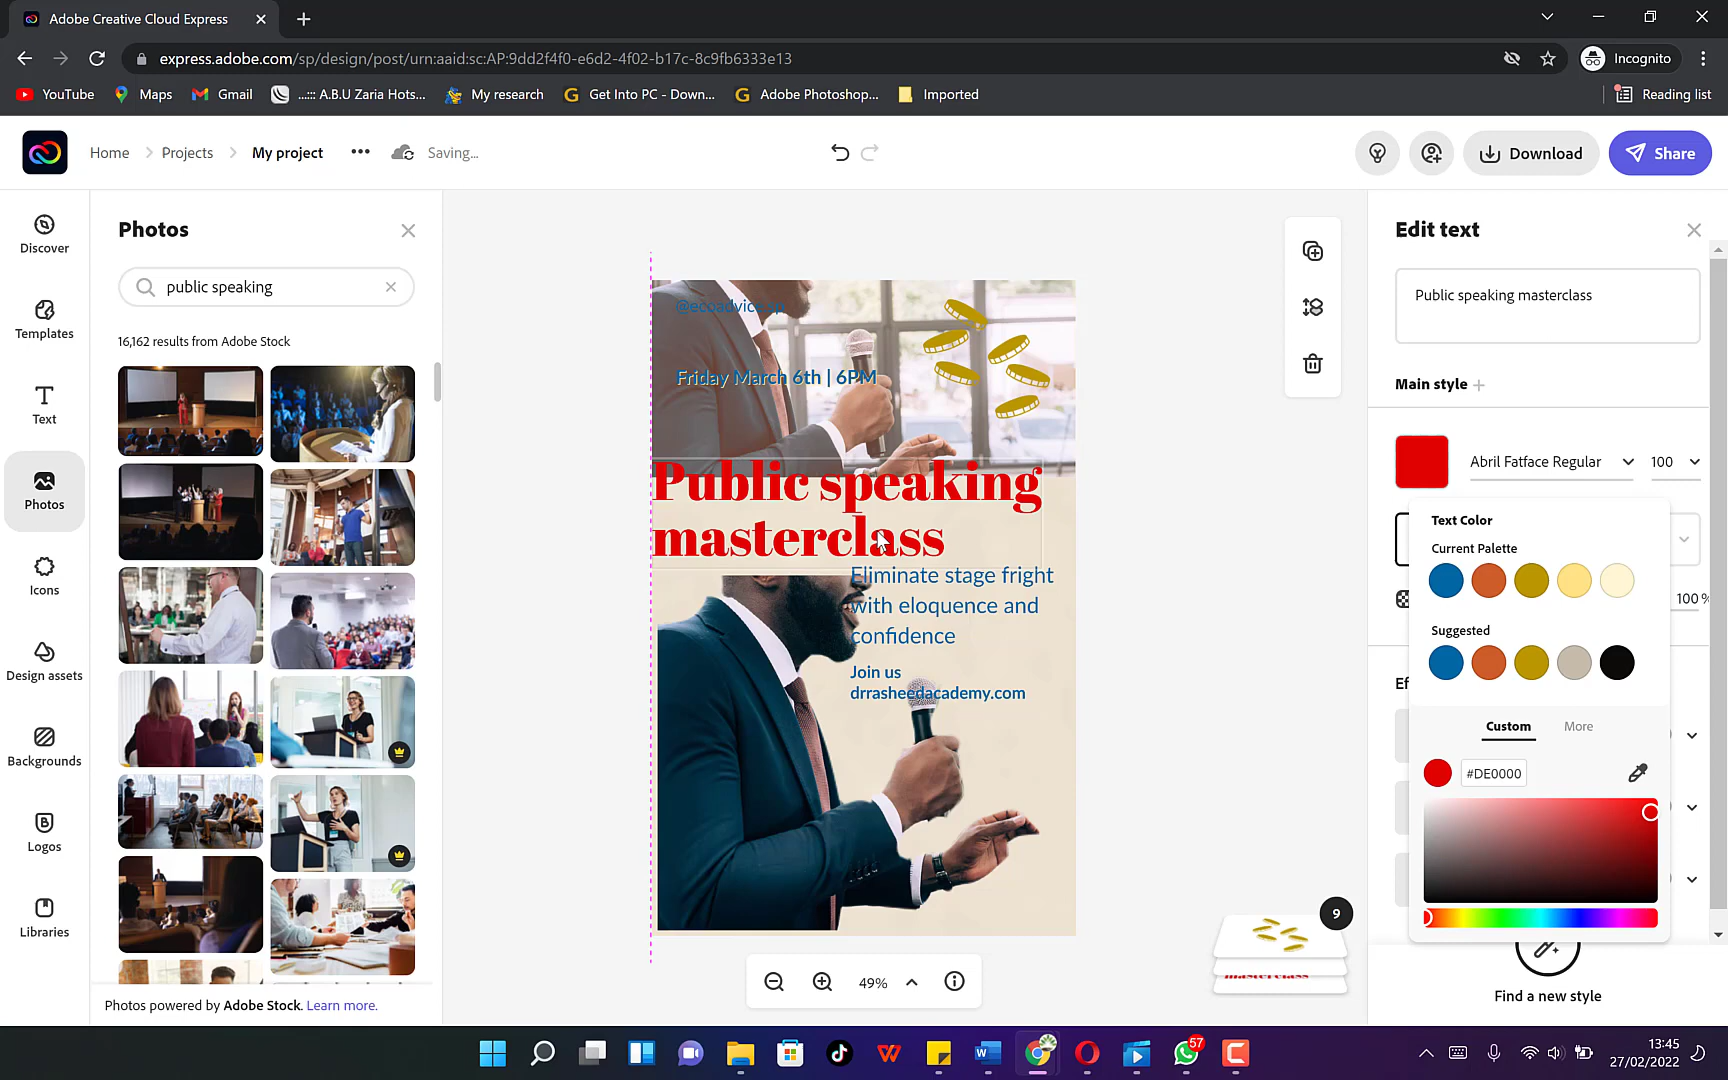 Adobe Creative Cloud Express
express.adobe.com/sp/design/post/urn:aaid:sc:AP:9dd2f4f0-e6d2-4f02-b17c-8c9fb6333e13
Incognito
YouTube
Maps
Gmail
...::: A.B.U Zaria Hots...
My research
Get Into PC - Down...
Adobe Photoshop...
Imported
Reading list
Home
Projects
My project
Saving...
Download
Share
Discover
Templates
Text
Photos
Icons
Design assets
Backgrounds
Logos
Libraries
Photos
public speaking
16,162 results from Adobe Stock
Photos powered by Adobe Stock. Learn more.
@ecoadvice.sp
Friday March 6th | 6PM
Public speaking
masterclass
Eliminate stage fright
with eloquence and
confidence
Join us
drrasheedacademy.com
9
masterclass
49%
Edit text
Public speaking masterclass
Main style
Abril Fatface Regular
100
Text Color
Current Palette
100 %
Suggested
Ef
Custom
More
#DE0000
Find a new style
57
13:45
27/02/2022